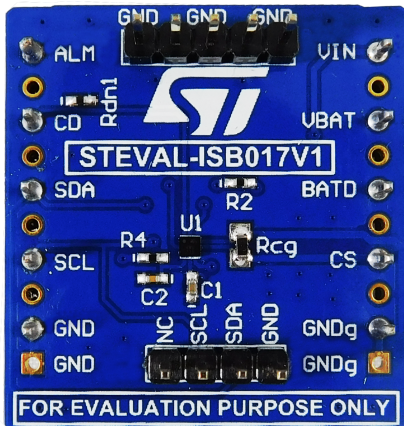 GND GND GND
ALM
VIN
Rdn1
CD
VBAT
ST
STEVAL-ISB017V1
SDA
R2
BATD
U1
R4
Rcg
SCL
CS
C2
C1
NC
SCL
SDA
GND
GND
GNDg
GND
GNDg
FOR EVALUATION PURPOSE ONLY